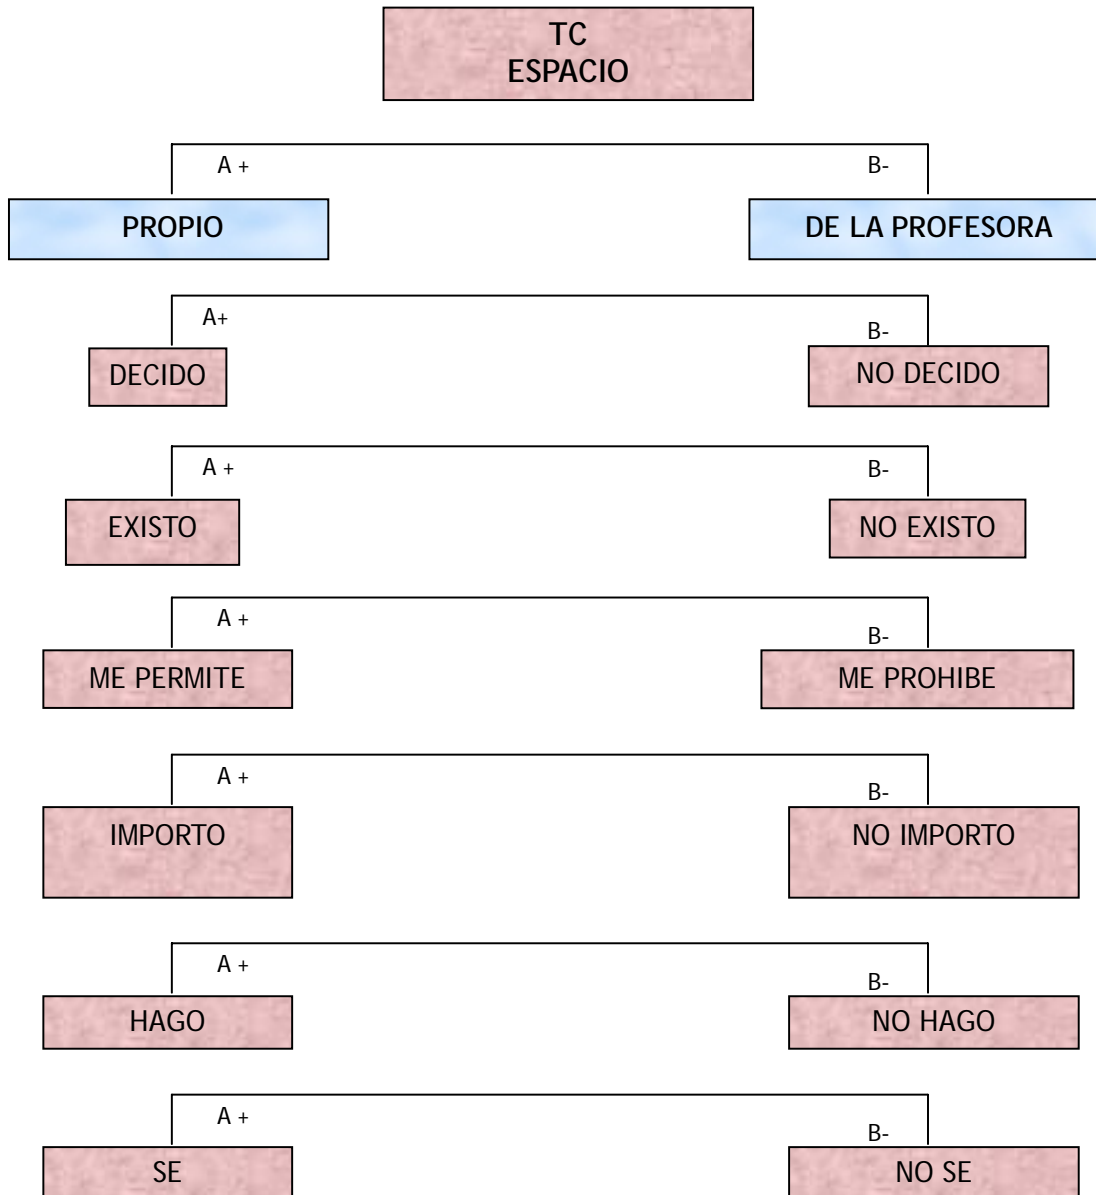 TC
ESPACIO
A +
B-
PROPIO
DE LA PROFESORA
A+
B-
DECIDO
NO DECIDO
A +
B-
EXISTO
NO EXISTO
A +
B-
ME PERMITE
ME PROHIBE
A +
B-
IMPORTO
NO IMPORTO
A +
B-
HAGO
NO HAGO
A +
B-
SE
NO SE